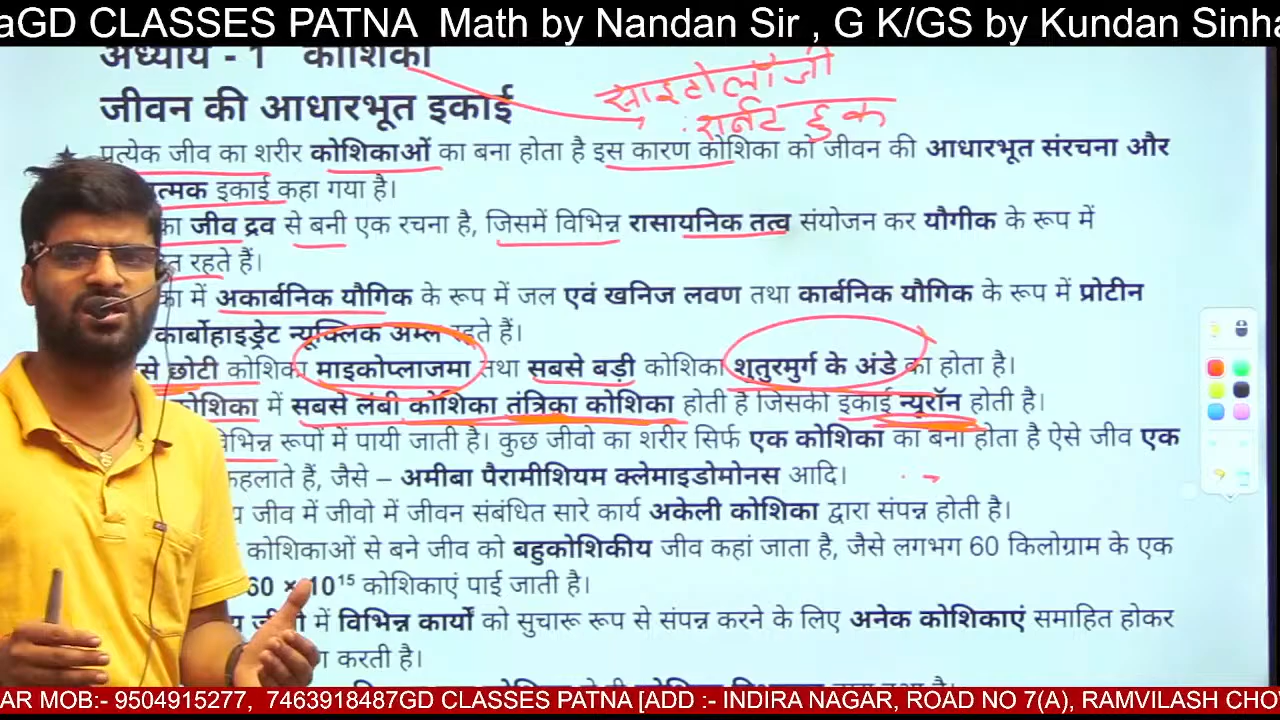 aGD CLASSES PATNA Math by Nandan Sir , G K/GS by Kundan Sinha
अध्याय - 1 कोशिका
साइटोलॉजी
जीवन की आधारभूत इकाई
रार्बट हुक
प्रत्येक जीव का शरीर कोशिकाओं का बना होता है इस कारण कोशिका को जीवन की आधारभूत संरचना और
त्मक इकाई कहा गया है।
का जीव द्रव से बनी एक रचना है, जिसमें विभिन्न रासायनिक तत्व संयोजन कर यौगीक के रूप में
त रहते हैं।
का में अकार्बनिक यौगिक के रूप में जल एवं खनिज लवण तथा कार्बनिक यौगिक के रूप में प्रोटीन
कार्बोहाइड्रेट न्यूक्लिक अम्ल रहते हैं।
से छोटी कोशिका माइकोप्लाजमा तथा सबसे बड़ी कोशिका शुतुरमुर्ग के अंडे का होता है।
कोशिका में सबसे लंबी कोशिका तंत्रिका कोशिका होती है जिसकी इकाई न्यूरॉन होती है।
विभिन्न रूपों में पायी जाती है। कुछ जीवो का शरीर सिर्फ एक कोशिका का बना होता है ऐसे जीव एक
कहलाते हैं, जैसे – अमीबा पैरामीशियम क्लेमाइडोमोनस आदि।
य जीव में जीवो में जीवन संबंधित सारे कार्य अकेली कोशिका द्वारा संपन्न होती है।
कोशिकाओं से बने जीव को बहुकोशिकीय जीव कहां जाता है, जैसे लगभग 60 किलोग्राम के एक
60 × 10¹⁵ कोशिकाएं पाई जाती है।
य जीवों में विभिन्न कार्यों को सुचारू रूप से संपन्न करने के लिए अनेक कोशिकाएं समाहित होकर
करती है।
AR MOB:- 9504915277, 7463918487GD CLASSES PATNA [ADD :- INDIRA NAGAR, ROAD NO 7(A), RAMVILASH CHO